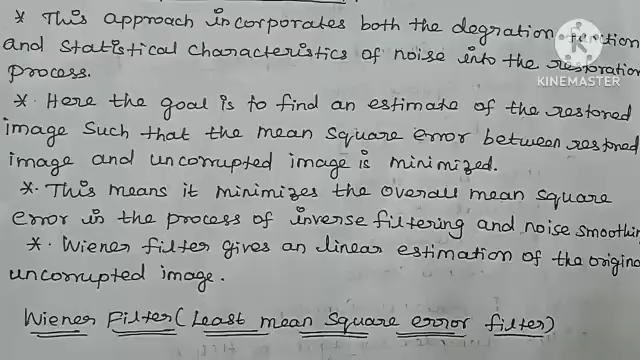 * This approach incorporates both the degration
and statistical characteristics of noise into the restoration
process.
KINEMASTER
*. Here the goal is to find an estimate of the restored
image such that the mean square error between restored
image and uncorrupted image is minimized.
*. This means it minimizes the overall mean square
error in the process of inverse filtering and noise smoothin
*. Wiener filter gives an linear estimation of the origina
uncorrupted image.
Wiener Filter (Least mean square error filter)